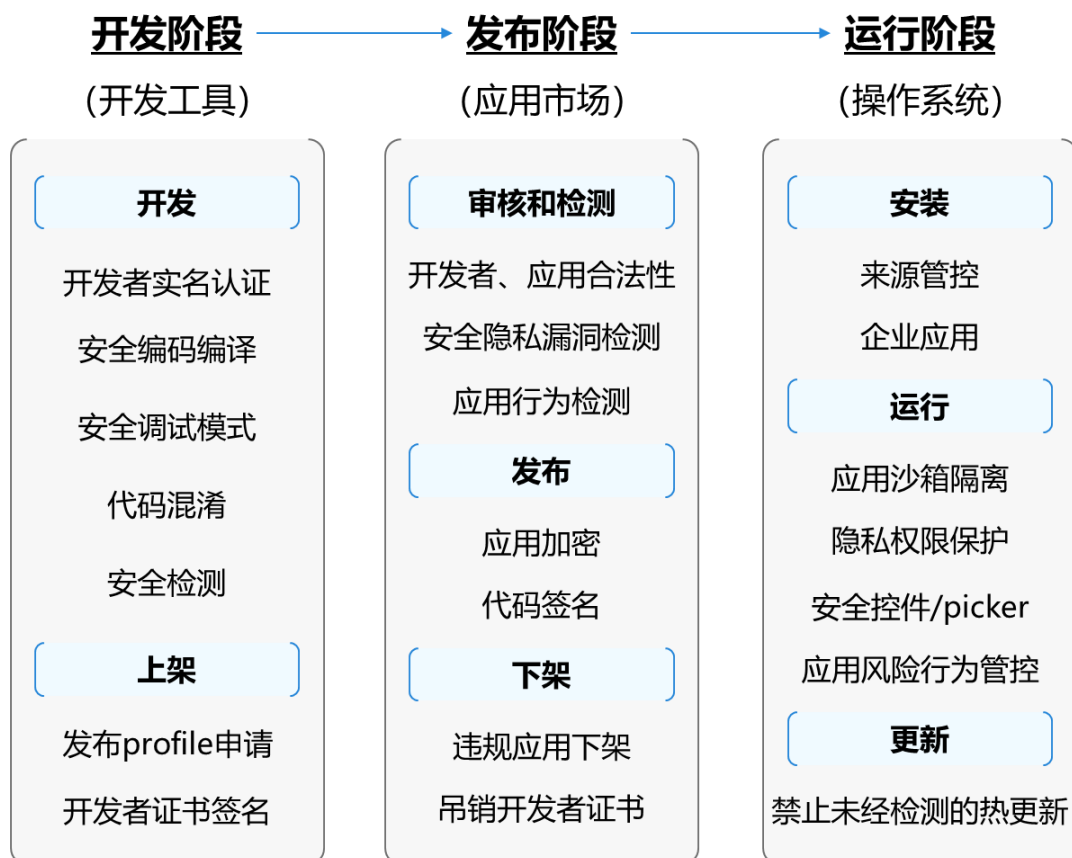 开发阶段
(开发工具)
开发
开发者实名认证
安全编码编译
安全调试模式
代码混淆
安全检测
上架
发布profile申请
开发者证书签名
发布阶段
(应用市场)
审核和检测
开发者、应用合法性
安全隐私漏洞检测
应用行为检测
发布
应用加密
代码签名
下架
违规应用下架
吊销开发者证书
运行阶段
(操作系统)
安装
来源管控
企业应用
运行
应用沙箱隔离
隐私权限保护
安全控件/picker
应用风险行为管控
更新
禁止未经检测的热更新